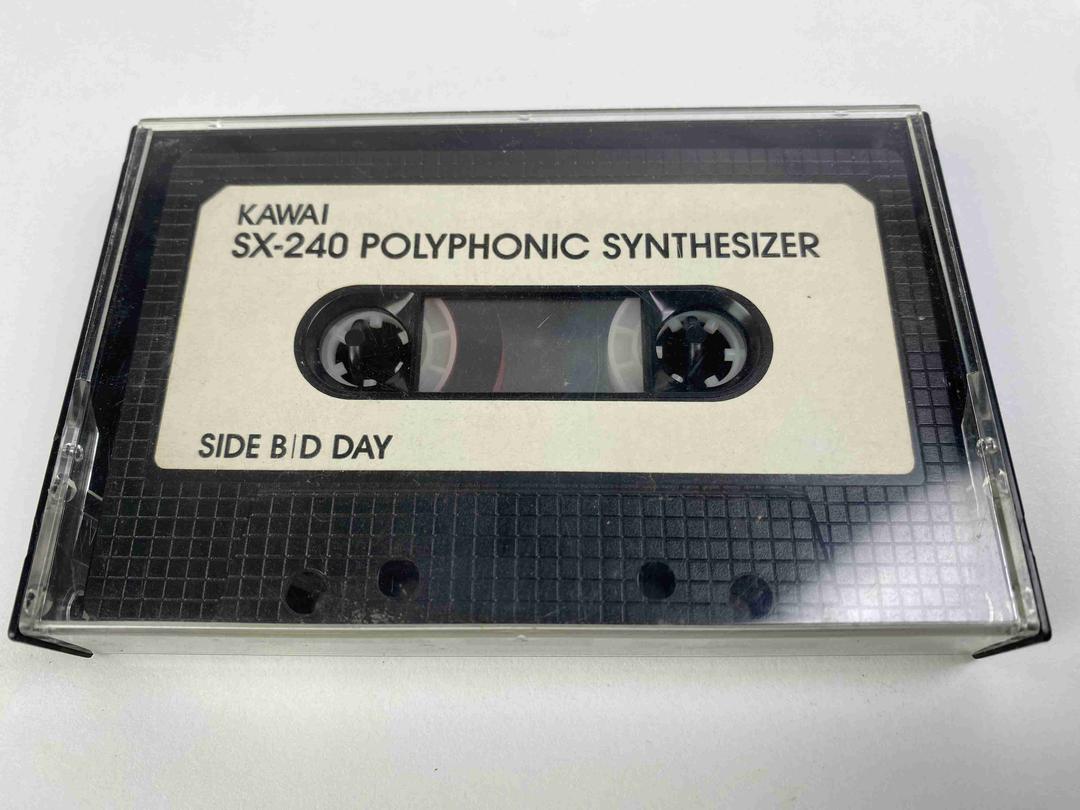 KAWAI
SX-240 POLYPHONIC SYNTHESIZER
SIDE B|D DAY